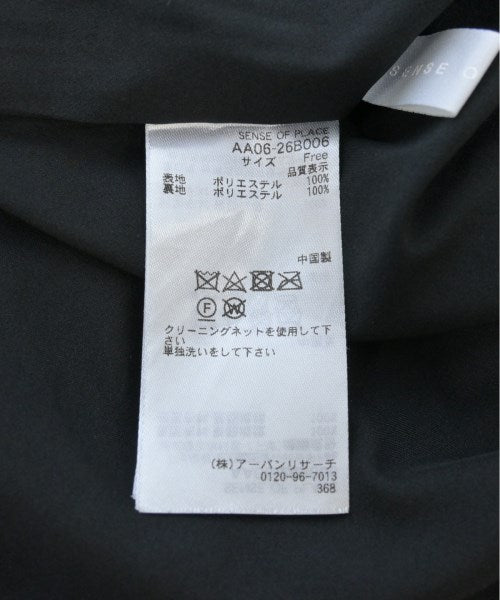 SENSE O
SENSE OF PLACE
AA06-26B006
サイズ Free
品質表示
表地 ポリエステル 100%
裏地 ポリエステル 100%
中国製
F W
クリーニングネットを使用して下
さい
単独洗いをして下さい
(株)アーバンリサーチ
0120-96-7013
368